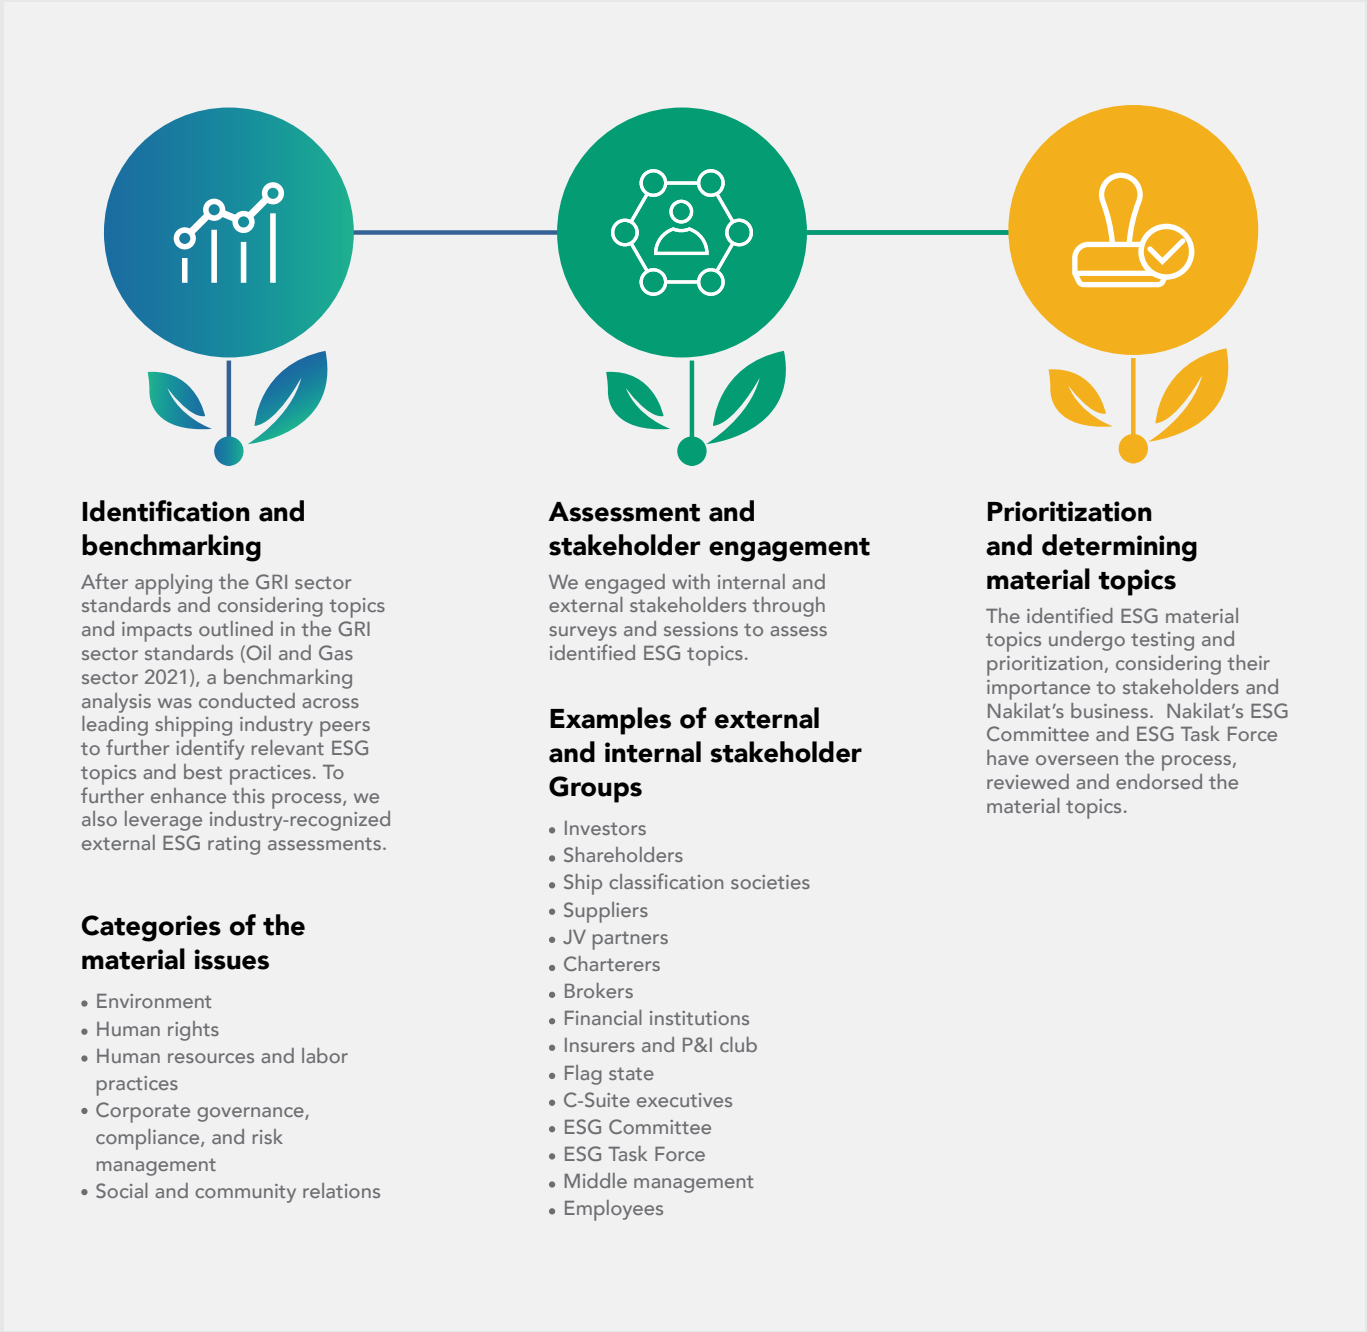 Identification and
benchmarking
After applying the GRI sector
standards and considering topics
and impacts outlined in the GRI
sector standards (Oil and Gas
sector 2021), a benchmarking
analysis was conducted across
leading shipping industry peers
to further identify relevant ESG
topics and best practices. To
further enhance this process, we
also leverage industry-recognized
external ESG rating assessments.
Categories of the
material issues
• Environment
• Human rights
• Human resources and labor
practices
• Corporate governance,
compliance, and risk
management
• Social and community relations
Assessment and
stakeholder engagement
We engaged with internal and
external stakeholders through
surveys and sessions to assess
identified ESG topics.
Examples of external
and internal stakeholder
Groups
• Investors
• Shareholders
• Ship classification societies
• Suppliers
• JV partners
• Charterers
• Brokers
• Financial institutions
• Insurers and P&I club
• Flag state
• C-Suite executives
• ESG Committee
• ESG Task Force
• Middle management
• Employees
Prioritization
and determining
material topics
The identified ESG material
topics undergo testing and
prioritization, considering their
importance to stakeholders and
Nakilat’s business.  Nakilat’s ESG
Committee and ESG Task Force
have overseen the process,
reviewed and endorsed the
material topics.